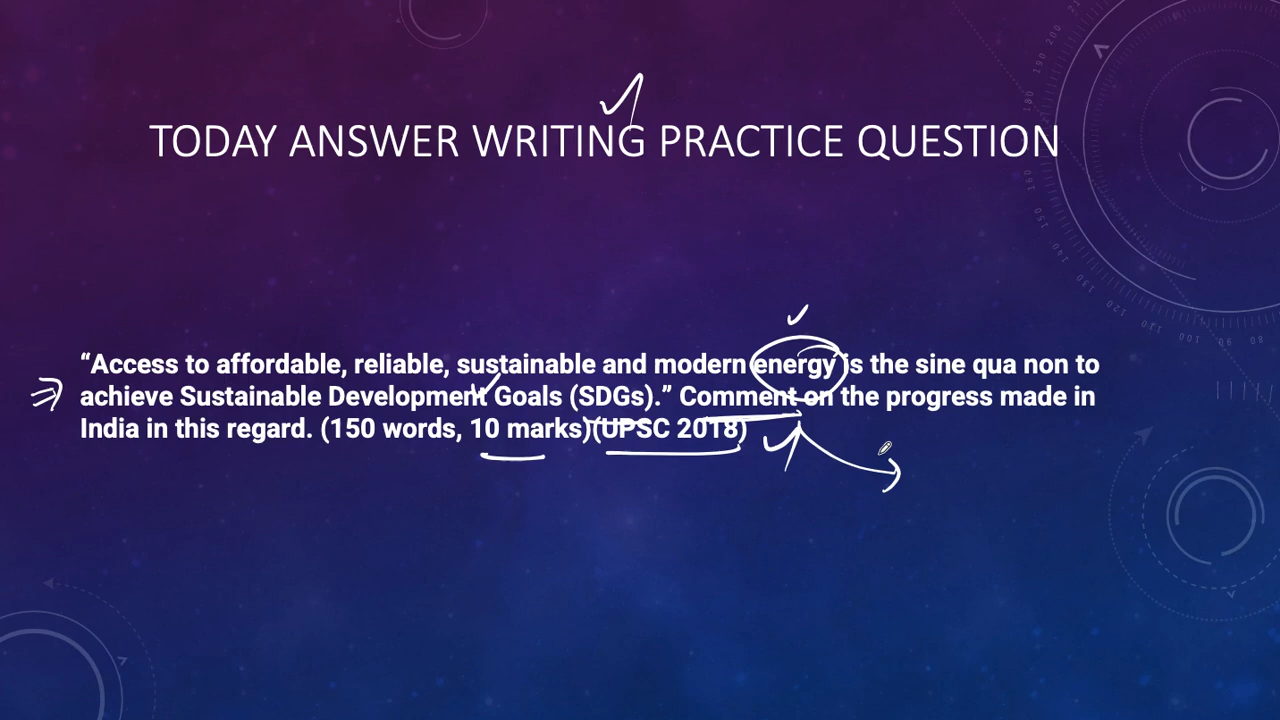 TODAY ANSWER WRITING PRACTICE QUESTION
“Access to affordable, reliable, sustainable and modern energy is the sine qua non to
achieve Sustainable Development Goals (SDGs).” Comment on the progress made in
India in this regard. (150 words, 10 marks)(UPSC 2018)